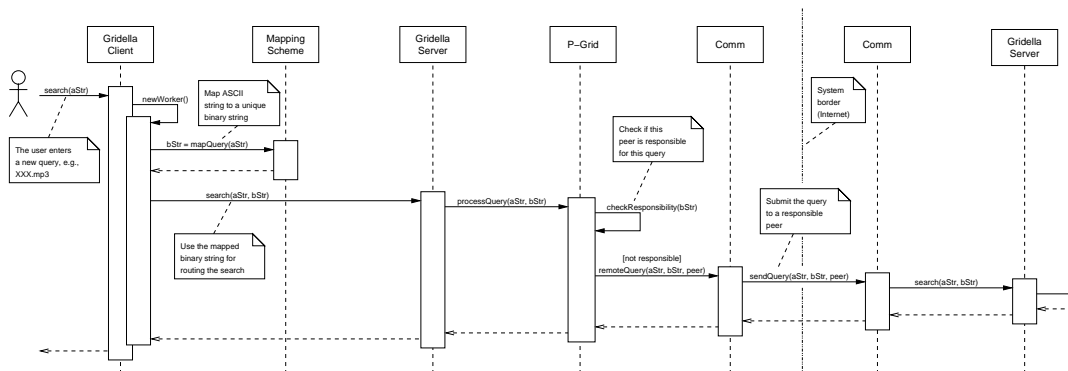 Gridella
Client
Mapping
Scheme
Gridella
Server
P-Grid
Comm
Comm
Gridella
Server
search(aStr)
newWorker()
Map ASCII
string to a unique
binary string
System
border
(Internet)
The user enters
a new query, e.g.,
XXX.mp3
bStr = mapQuery(aStr)
Check if this
peer is responsible
for this query
search(aStr, bStr)
processQuery(aStr, bStr)
checkResponsibility(bStr)
Submit the query
to a responsible
peer
Use the mapped
binary string for
routing the search
[not responsible]
remoteQuery(aStr, bStr, peer)
sendQuery(aStr, bStr, peer)
search(aStr, bStr)